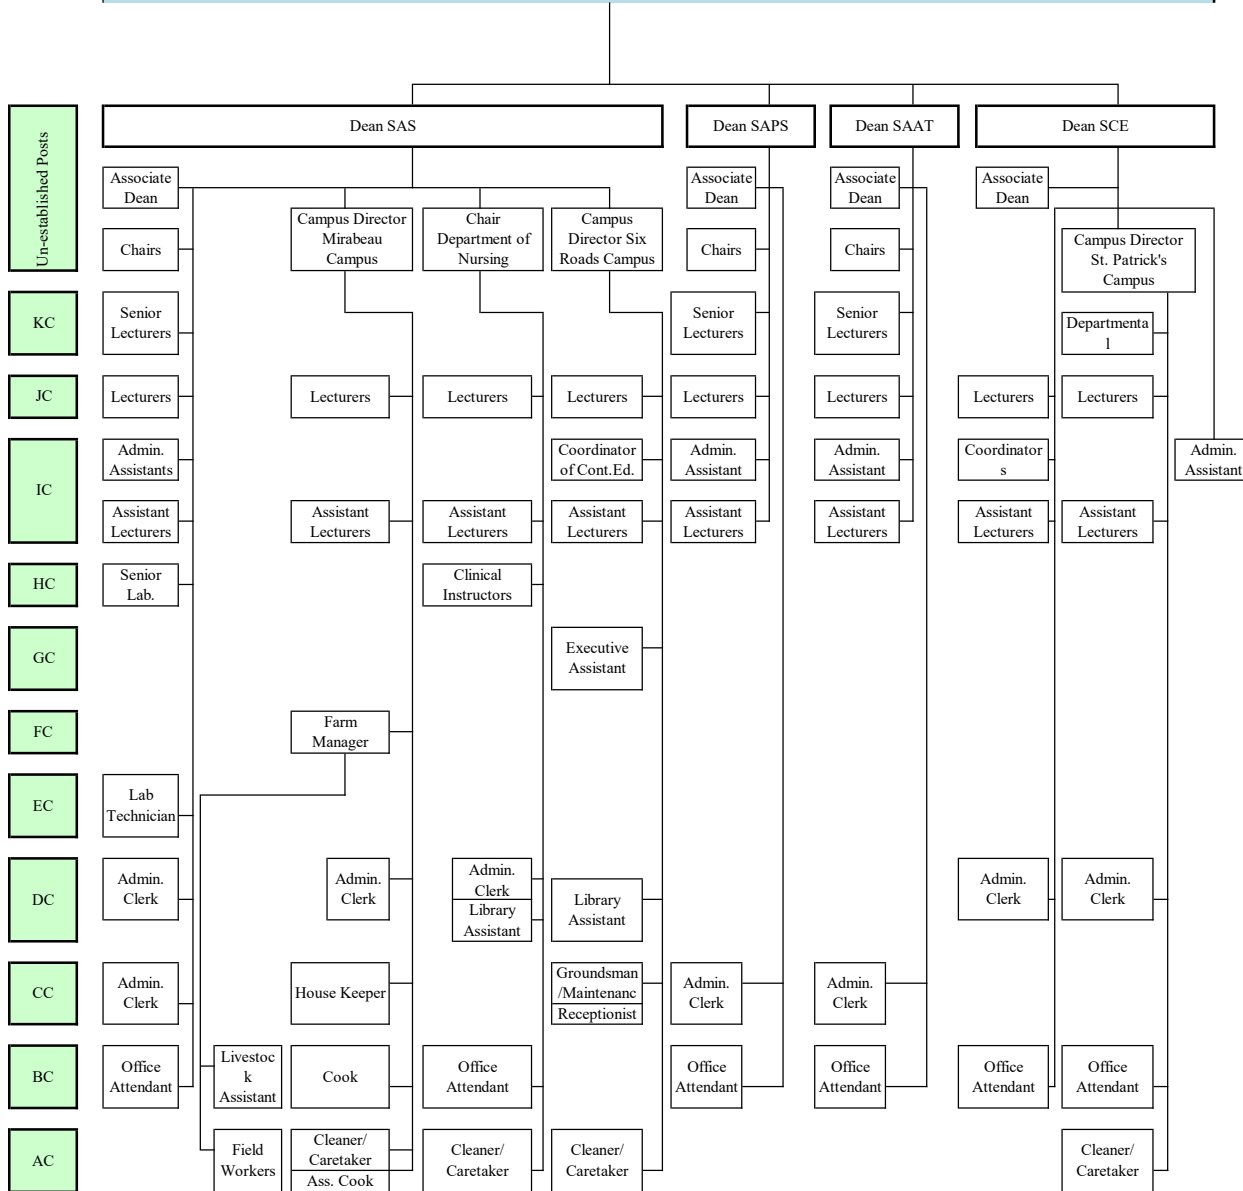 Un-established Posts
Dean SAS
Dean SAPS
Dean SAAT
Dean SCE
Associate
Dean
Associate
Dean
Associate
Dean
Associate
Dean
Chairs
Campus Director
Mirabeau
Campus
Chair
Department of
Nursing
Campus
Director Six
Roads Campus
Chairs
Chairs
Campus Director
St. Patrick's
Campus
KC
Senior
Lecturers
Senior
Lecturers
Senior
Lecturers
Departmenta
l
JC
Lecturers
Lecturers
Lecturers
Lecturers
Lecturers
Lecturers
Lecturers
Lecturers
IC
Admin.
Assistants
Coordinator
of Cont.Ed.
Admin.
Assistant
Admin.
Assistant
Coordinator
s
Admin.
Assistant
Assistant
Lecturers
Assistant
Lecturers
Assistant
Lecturers
Assistant
Lecturers
Assistant
Lecturers
Assistant
Lecturers
Assistant
Lecturers
Assistant
Lecturers
HC
Senior
Lab.
Clinical
Instructors
GC
Executive
Assistant
FC
Farm
Manager
EC
Lab
Technician
DC
Admin.
Clerk
Admin.
Clerk
Admin.
Clerk
Library
Assistant
Library
Assistant
Admin.
Clerk
Admin.
Clerk
CC
Admin.
Clerk
House Keeper
Groundsman
/Maintenanc
Receptionist
Admin.
Clerk
Admin.
Clerk
BC
Office
Attendant
Livestoc
k
Assistant
Cook
Office
Attendant
Office
Attendant
Office
Attendant
Office
Attendant
Office
Attendant
AC
Field
Workers
Cleaner/
Caretaker
Ass. Cook
Cleaner/
Caretaker
Cleaner/
Caretaker
Cleaner/
Caretaker